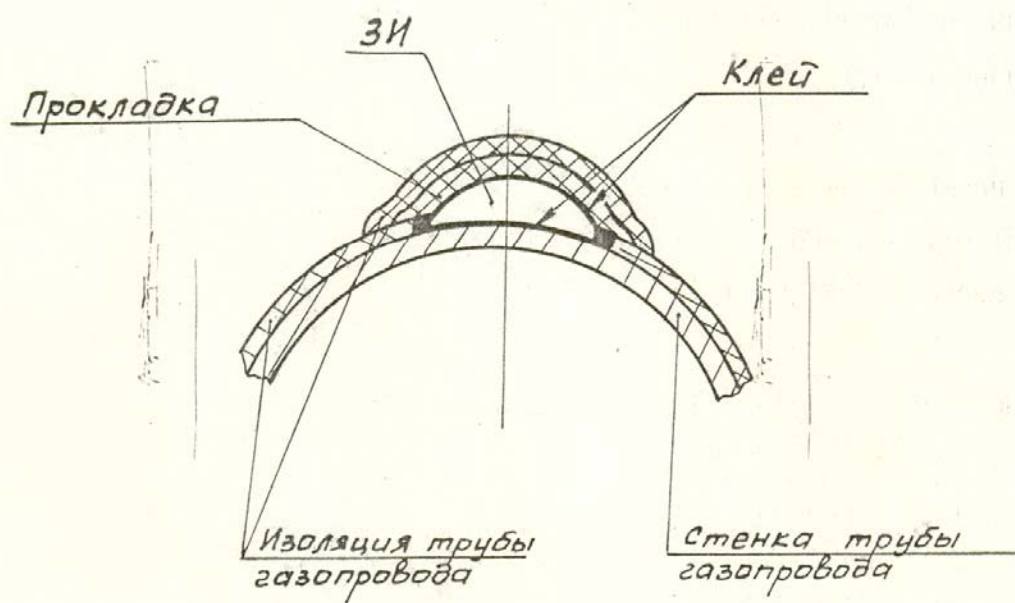 ЗИ
Клей
Прокладка
Изоляция трубы
газопровода
Стенка трубы
газопровода